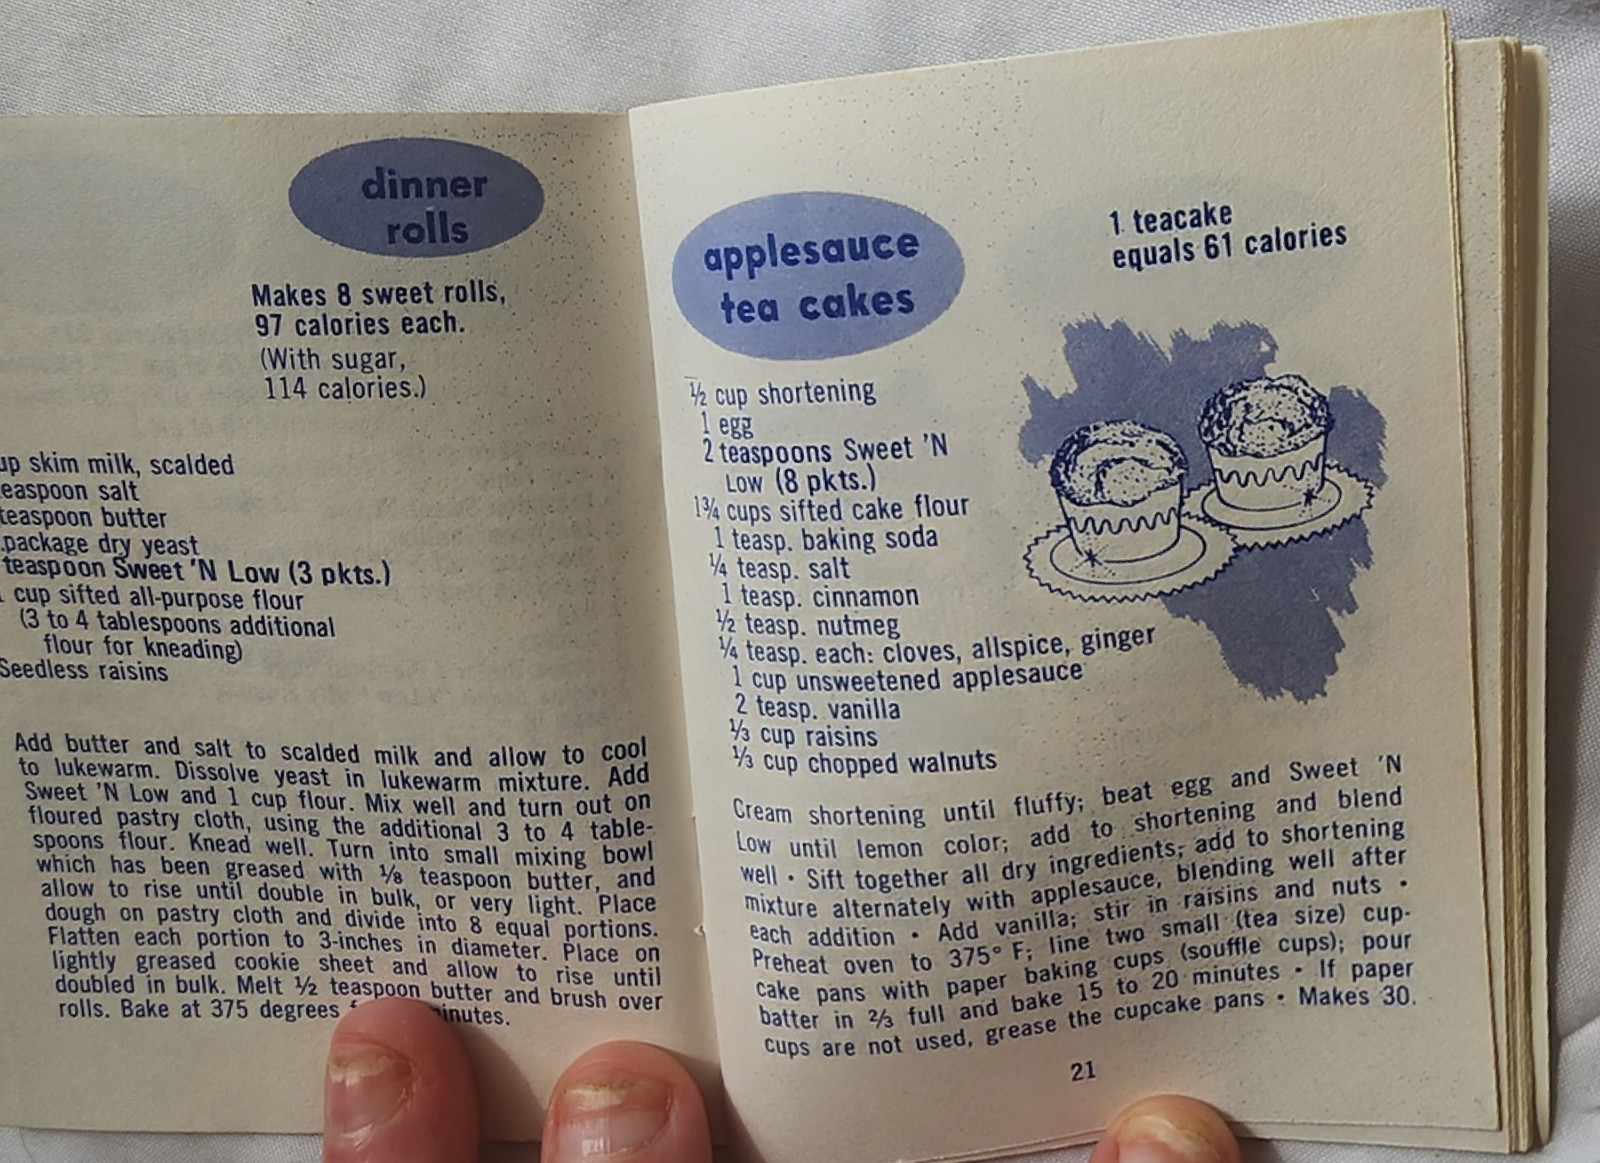 dinner
rolls
Makes 8 sweet rolls,
97 calories each.
(With sugar,
114 calories.)
skim milk, scalded
salt
teaspoon butter
package dry yeast
teaspoon Sweet 'N Low (3 pkts.)
cup sifted all-purpose flour
(3 to 4 tablespoons additional
flour for kneading)
Seedless raisins
Add butter and salt to scalded milk and allow to cool
to lukewarm. Dissolve yeast in lukewarm mixture. Add
Sweet 'N Low and 1 cup flour. Mix well and turn out on
floured pastry cloth, using the additional 3 to 4 table-
spoons flour. Knead well. Turn into small mixing bowl
which has been greased with ⅛ teaspoon butter, and
allow to rise until double in bulk, or very light. Place
dough on pastry cloth and divide into 8 equal portions.
Flatten each portion to 3-inches in diameter. Place on
lightly greased cookie sheet and allow to rise until
doubled in bulk. Melt ½ teaspoon butter and brush over
rolls. Bake at 375 degrees
applesauce
tea cakes
1 teacake
equals 61 calories
½ cup shortening
1 egg
2 teaspoons Sweet 'N
Low (8 pkts.)
1¾ cups sifted cake flour
1 teasp. baking soda
¼ teasp. salt
1 teasp. cinnamon
½ teasp. nutmeg
¼ teasp. each: cloves, allspice, ginger
1 cup unsweetened applesauce
2 teasp. vanilla
⅓ cup raisins
⅓ cup chopped walnuts
Cream shortening until fluffy; beat egg and Sweet 'N
Low until lemon color; add to shortening and blend
well • Sift together all dry ingredients; add to shortening
mixture alternately with applesauce, blending well after
each addition • Add vanilla; stir in raisins and nuts •
Preheat oven to 375° F; line two small (tea size) cup-
cake pans with paper baking cups (souffle cups); pour
batter in ⅔ full and bake 15 to 20 minutes • If paper
cups are not used, grease the cupcake pans • Makes 30.
21